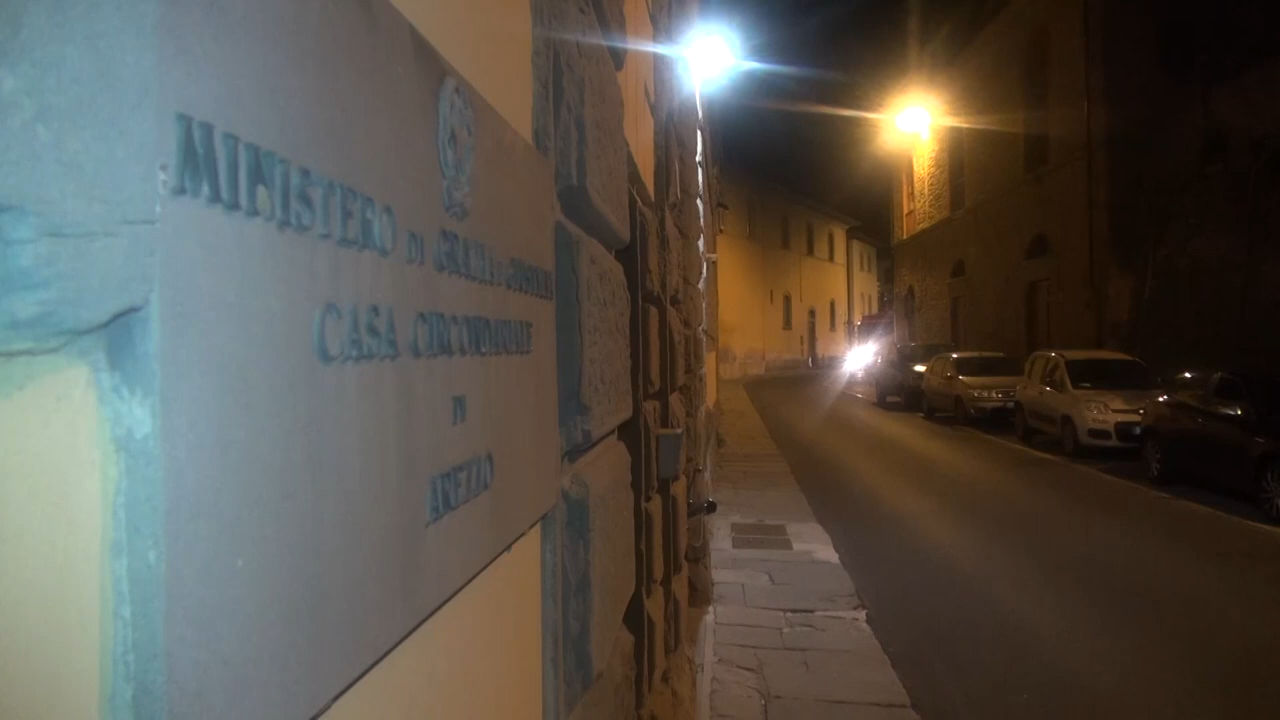 MINISTERO DI GRAZIA E GIUSTIZIA
CASA CIRCONDARIALE
DI
AREZZO